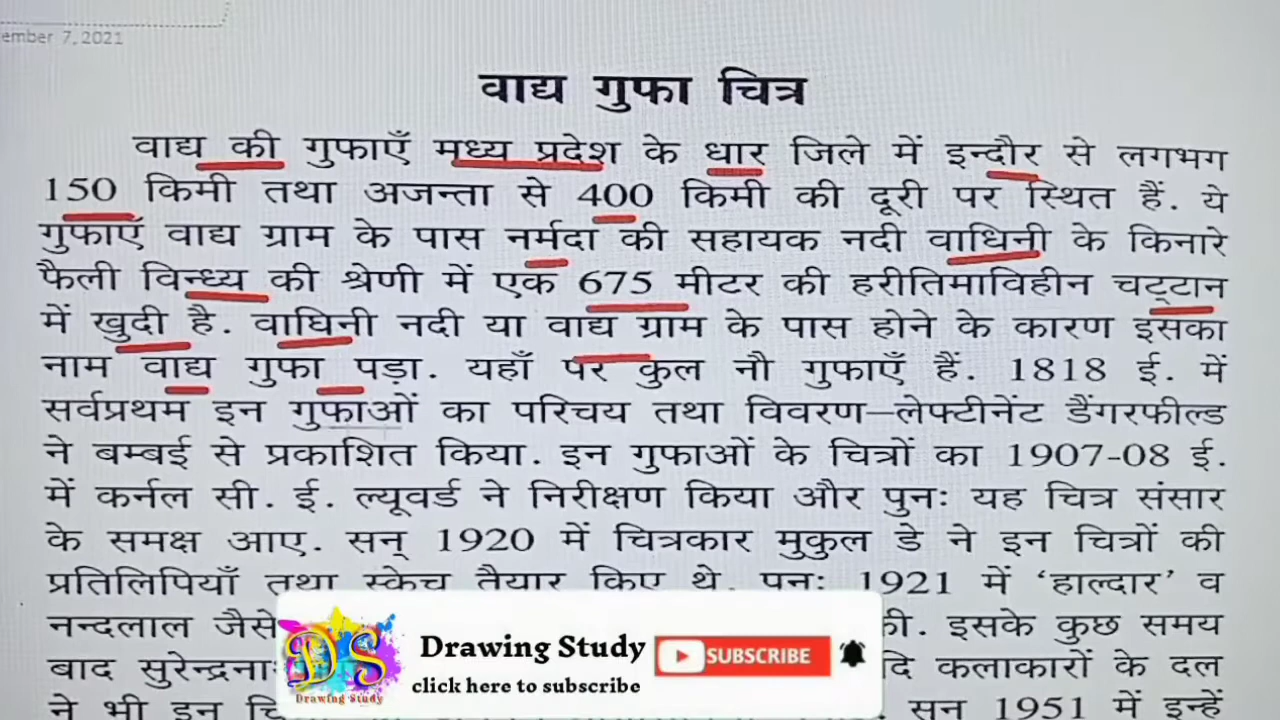 ember 7, 2021
वाद्य गुफा चित्र
वाद्य की गुफाएँ मध्य प्रदेश के धार जिले में इन्दौर से लगभग
150 किमी तथा अजन्ता से 400 किमी की दूरी पर स्थित हैं. ये
गुफाएँ वाद्य ग्राम के पास नर्मदा की सहायक नदी वाधिनी के किनारे
फैली विन्ध्य की श्रेणी में एक 675 मीटर की हरीतिमाविहीन चट्टान
में खुदी है. वाघिनी नदी या वाद्य ग्राम के पास होने के कारण इसका
नाम वाद्य गुफा पड़ा. यहाँ पर कुल नौ गुफाएँ हैं. 1818 ई. में
सर्वप्रथम इन गुफाओं का परिचय तथा विवरण–लेफ्टीनेंट डैंगरफील्ड
ने बम्बई से प्रकाशित किया. इन गुफाओं के चित्रों का 1907-08 ई.
में कर्नल सी. ई. ल्यूवर्ड ने निरीक्षण किया और पुनः यह चित्र संसार
के समक्ष आए. सन् 1920 में चित्रकार मुकुल डे ने इन चित्रों की
प्रतिलिपियाँ तथा स्केच तैयार किए थे. पुनः 1921 में ‘हाल्दार’ व
नन्दलाल जैसे की. इसके कुछ समय
बाद कलाकारों के दल
ने भी इन सन् 1951 में इन्हें
DS
Drawing Study
Drawing Study
click here to subscribe
SUBSCRIBE